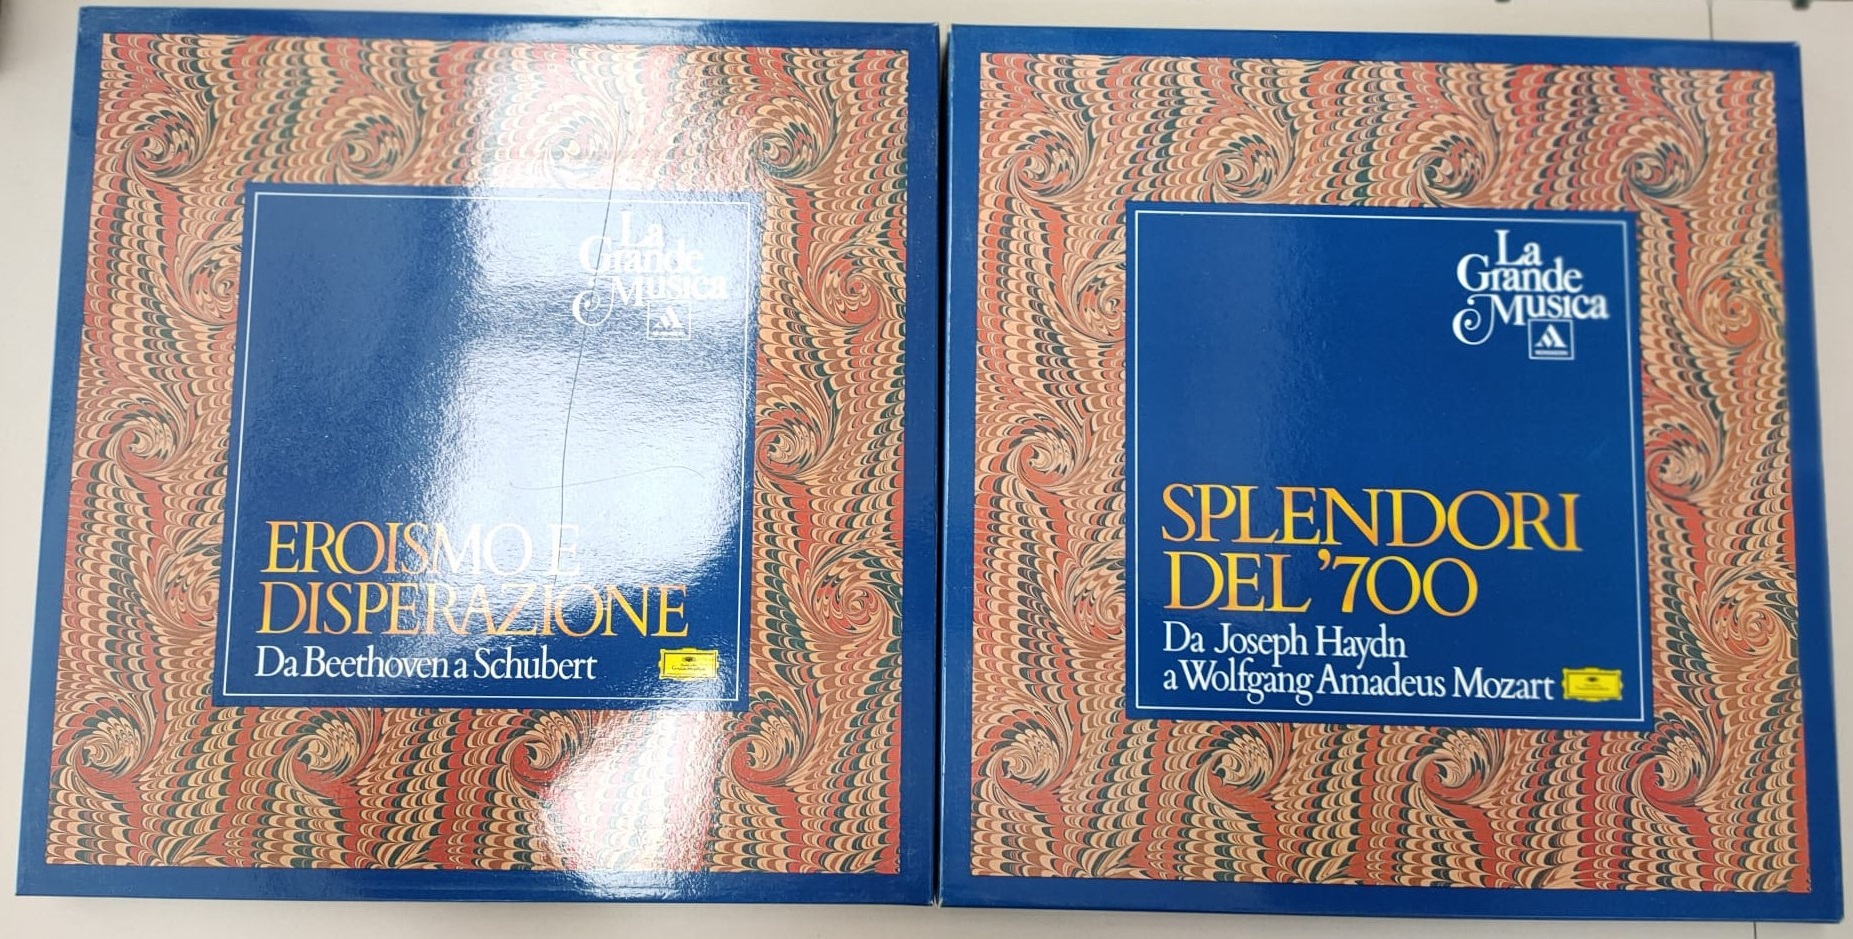 La
Grande
Musica
EROISMO E
DISPERAZIONE
Da Beethoven a Schubert
La
Grande
Musica
MONDADORI
SPLENDORI
DEL '700
Da Joseph Haydn
a Wolfgang Amadeus Mozart